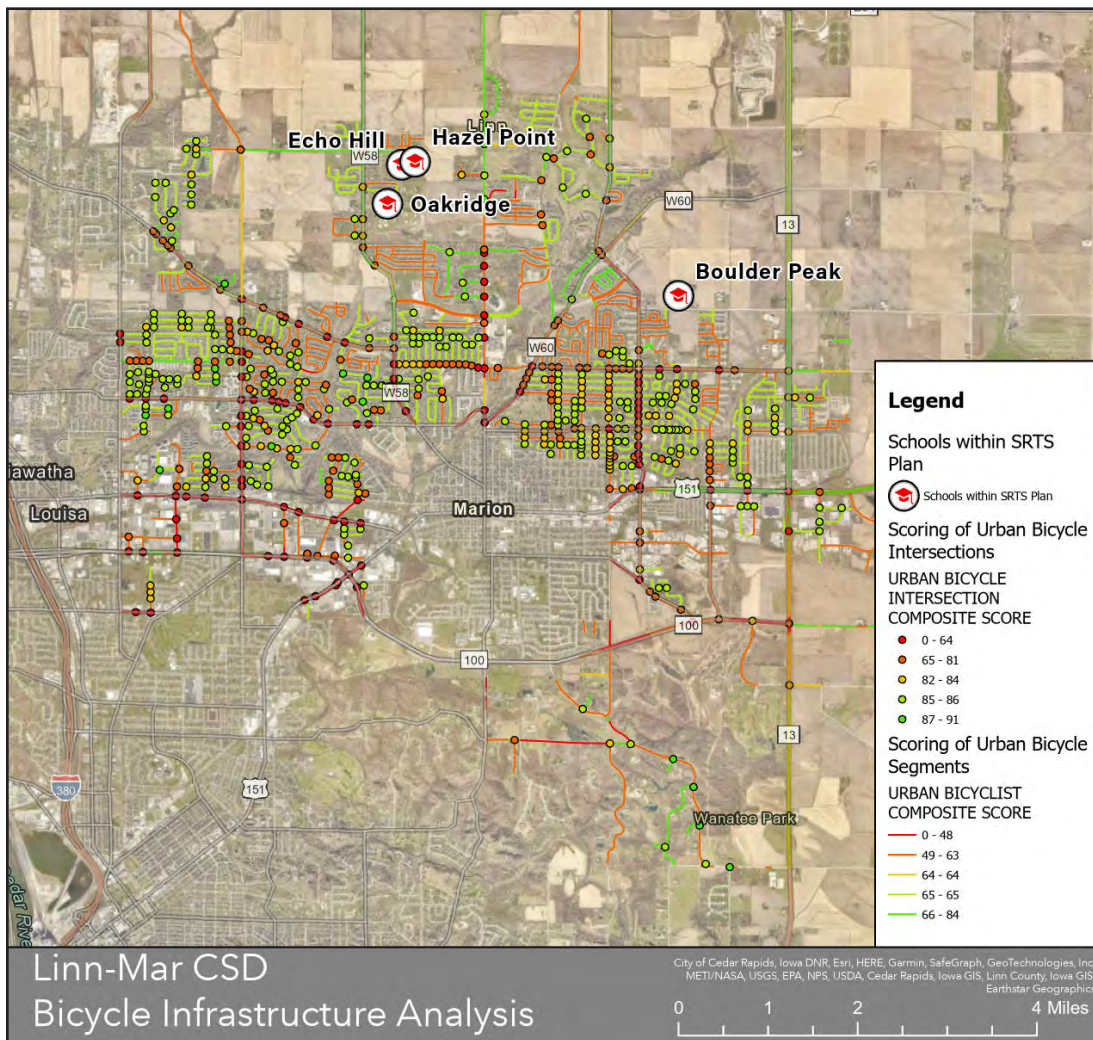 Linn
Echo Hill
Hazel Point
W58
Oakridge
W60
13
Boulder Peak
W60
W58
iawatha
Louisa
Marion
151
100
100
13
380
151
Wanatee Park
edar Rive
Legend
Schools within SRTS
Plan
Schools within SRTS Plan
Scoring of Urban Bicycle
Intersections
URBAN BICYCLE
INTERSECTION
COMPOSITE SCORE
0 - 64
65 - 81
82 - 84
85 - 86
87 - 91
Scoring of Urban Bicycle
Segments
URBAN BICYCLIST
COMPOSITE SCORE
0 - 48
49 - 63
64 - 64
65 - 65
66 - 84
Linn-Mar CSD
Bicycle Infrastructure Analysis
City of Cedar Rapids, Iowa DNR, Esri, HERE, Garmin, SafeGraph, GeoTechnologies, Inc,
METI/NASA, USGS, EPA, NPS, USDA, Cedar Rapids, Iowa GIS, Linn County, Iowa GIS,
Earthstar Geographics
0 1 2 4 Miles